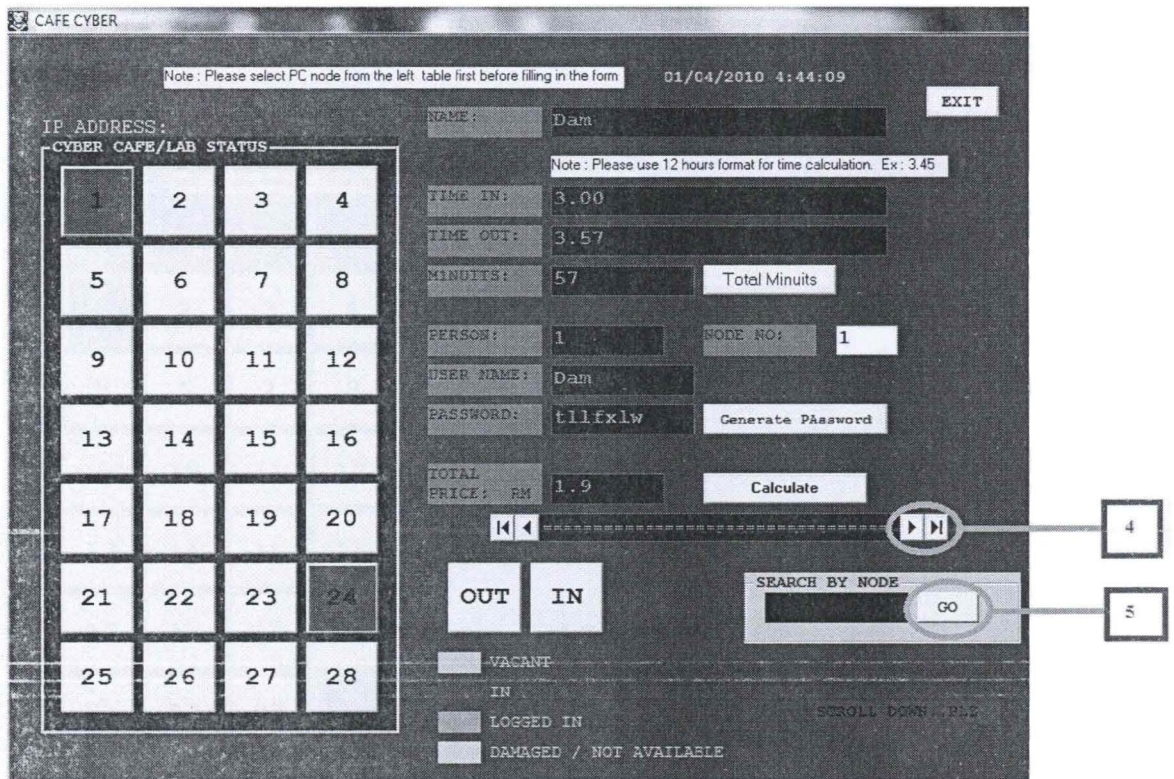 CAFE CYBER
Note : Please select PC node from the left table first before filling in the form
01/04/2010 4:44:09
EXIT
IP ADDRESS:
CYBER CAFE/LAB STATUS
1 2 3 4
5 6 7 8
9 10 11 12
13 14 15 16
17 18 19 20
21 22 23 24
25 26 27 28
NAME: Dam
Note : Please use 12 hours format for time calculation. Ex : 3.45
TIME IN: 3.00
TIME OUT: 3.57
MINUITS: 57 Total Minuits
PERSON: 1 NODE NO: 1
USER NAME: Dam
PASSWORD: tllfxlw Generate PAssword
TOTAL
PRICE: RM 1.9 Calculate
4
OUT IN
SEARCH BY NODE
GO
5
VACANT
IN
LOGGED IN
DAMAGED / NOT AVAILABLE
SCROLL DOWN PLZ